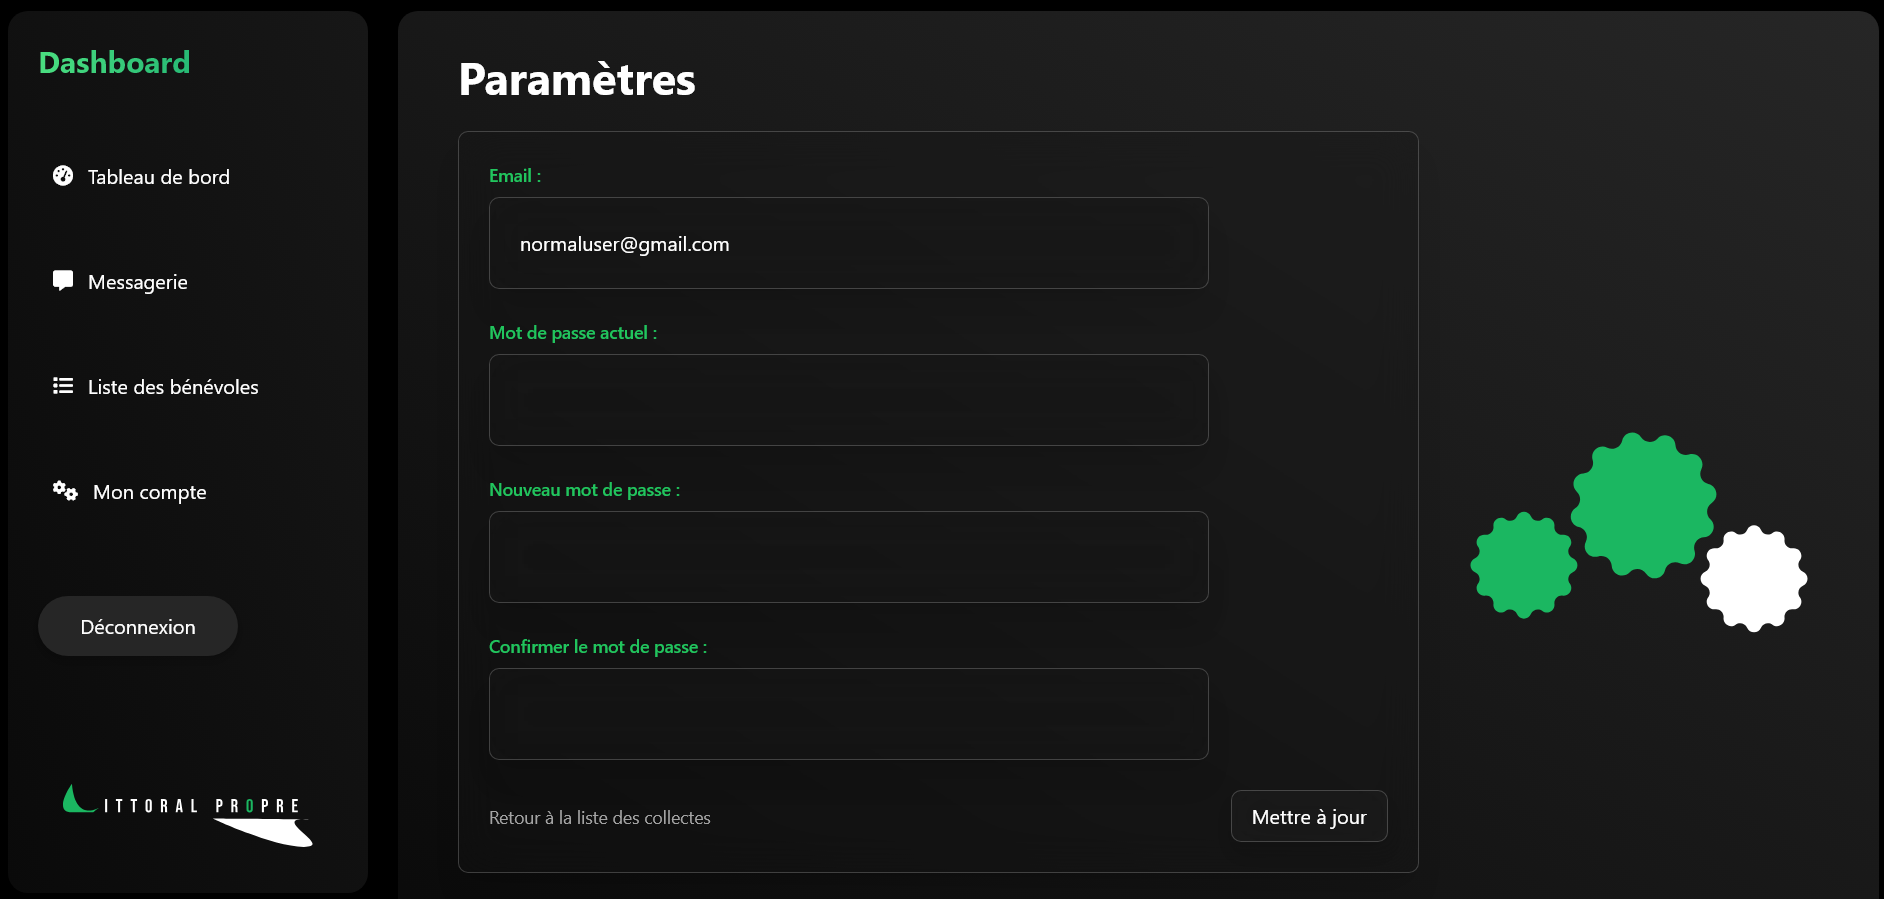 Dashboard
Tableau de bord
Messagerie
Liste des bénévoles
Mon compte
Déconnexion
ITTORAL PROPRE
Paramètres
Email :
normaluser@gmail.com
Mot de passe actuel :
Nouveau mot de passe :
Confirmer le mot de passe :
Retour à la liste des collectes
Mettre à jour